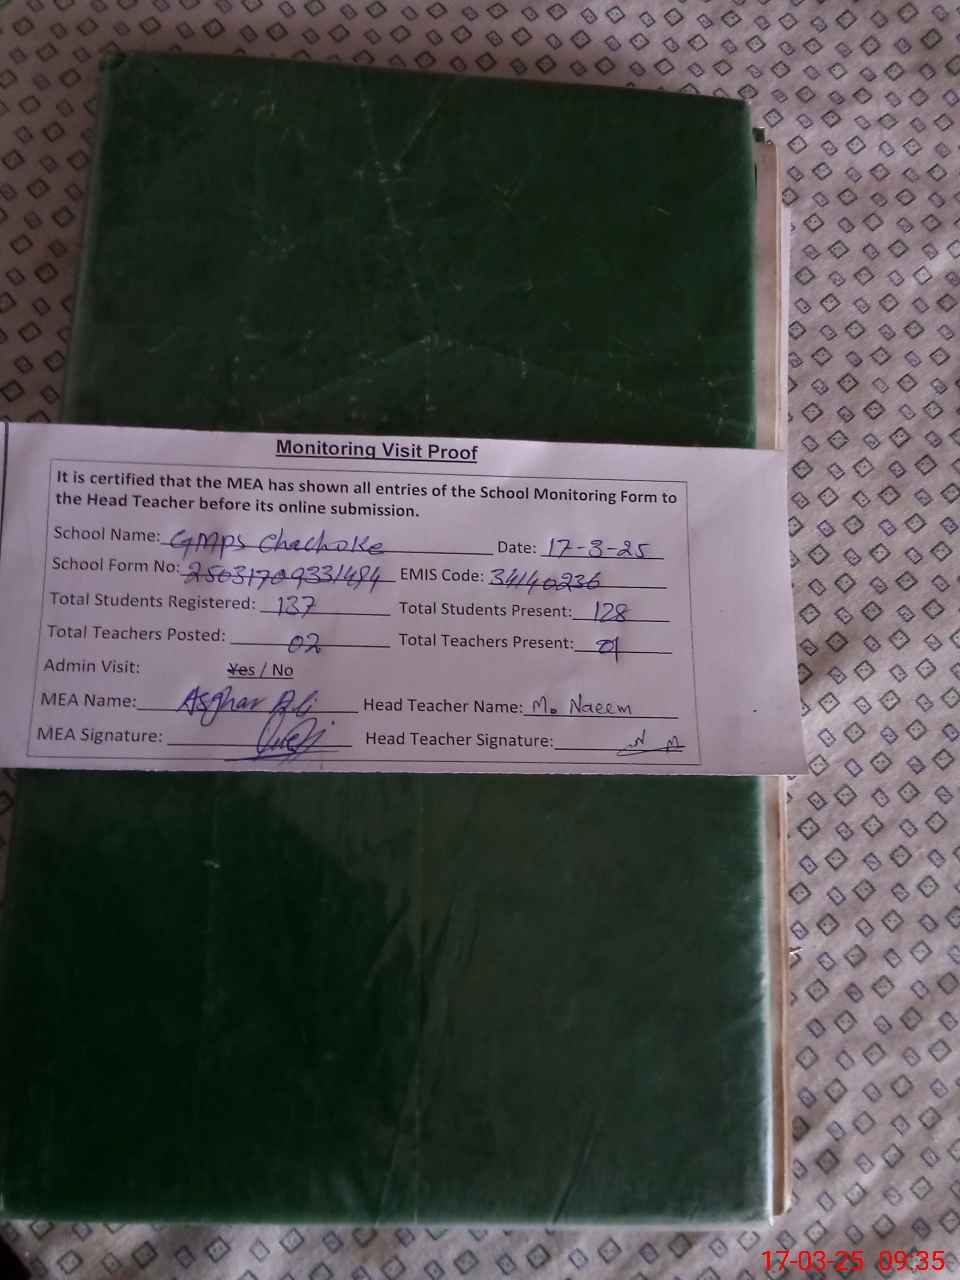 Monitoring Visit Proof
It is certified that the MEA has shown all entries of the School Monitoring Form to
the Head Teacher before its online submission.
School Name: GMPS Chachoke Date: 17-3-25
School Form No: 25031709331494 EMIS Code: 34140236
Total Students Registered: 137 Total Students Present: 128
Total Teachers Posted: 02 Total Teachers Present: 01
Admin Visit: Yes / No
MEA Name: Asghar Ali Head Teacher Name: M. Naeem
MEA Signature: Head Teacher Signature:
17-03-25 09:35